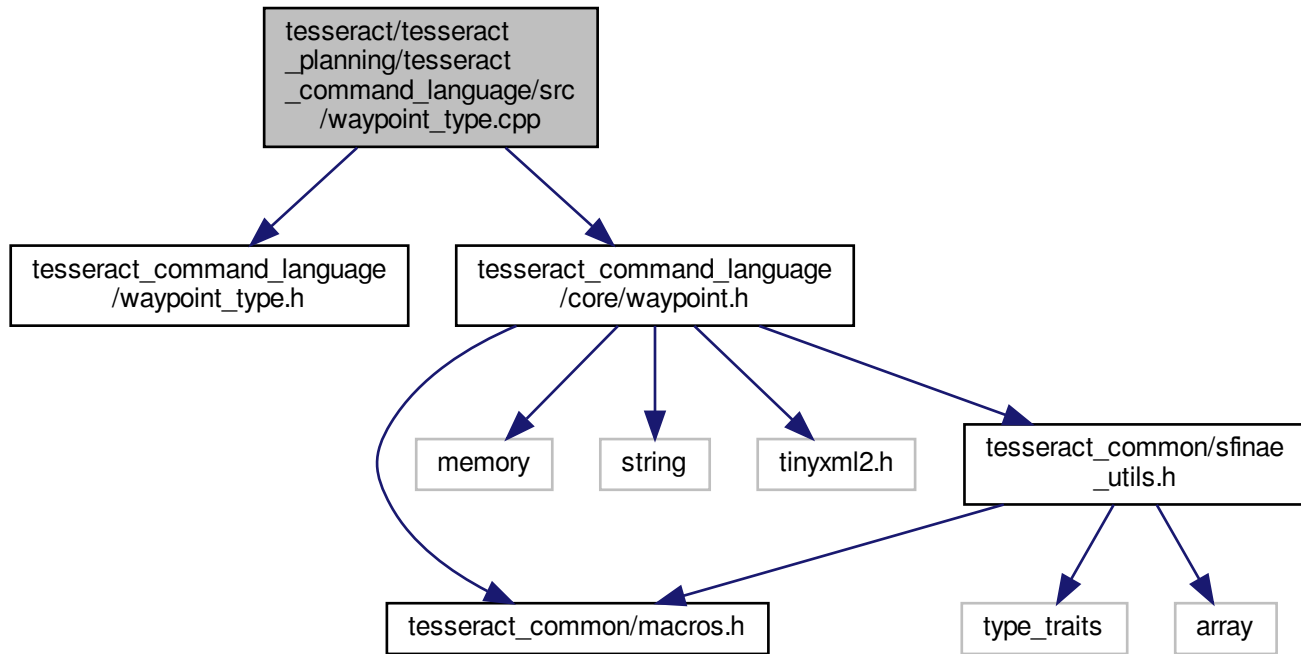 tesseract/tesseract
_planning/tesseract
_command_language/src
/waypoint_type.cpp
tesseract_command_language
/waypoint_type.h
tesseract_command_language
/core/waypoint.h
memory
string
tinyxml2.h
tesseract_common/sfinae
_utils.h
tesseract_common/macros.h
type_traits
array